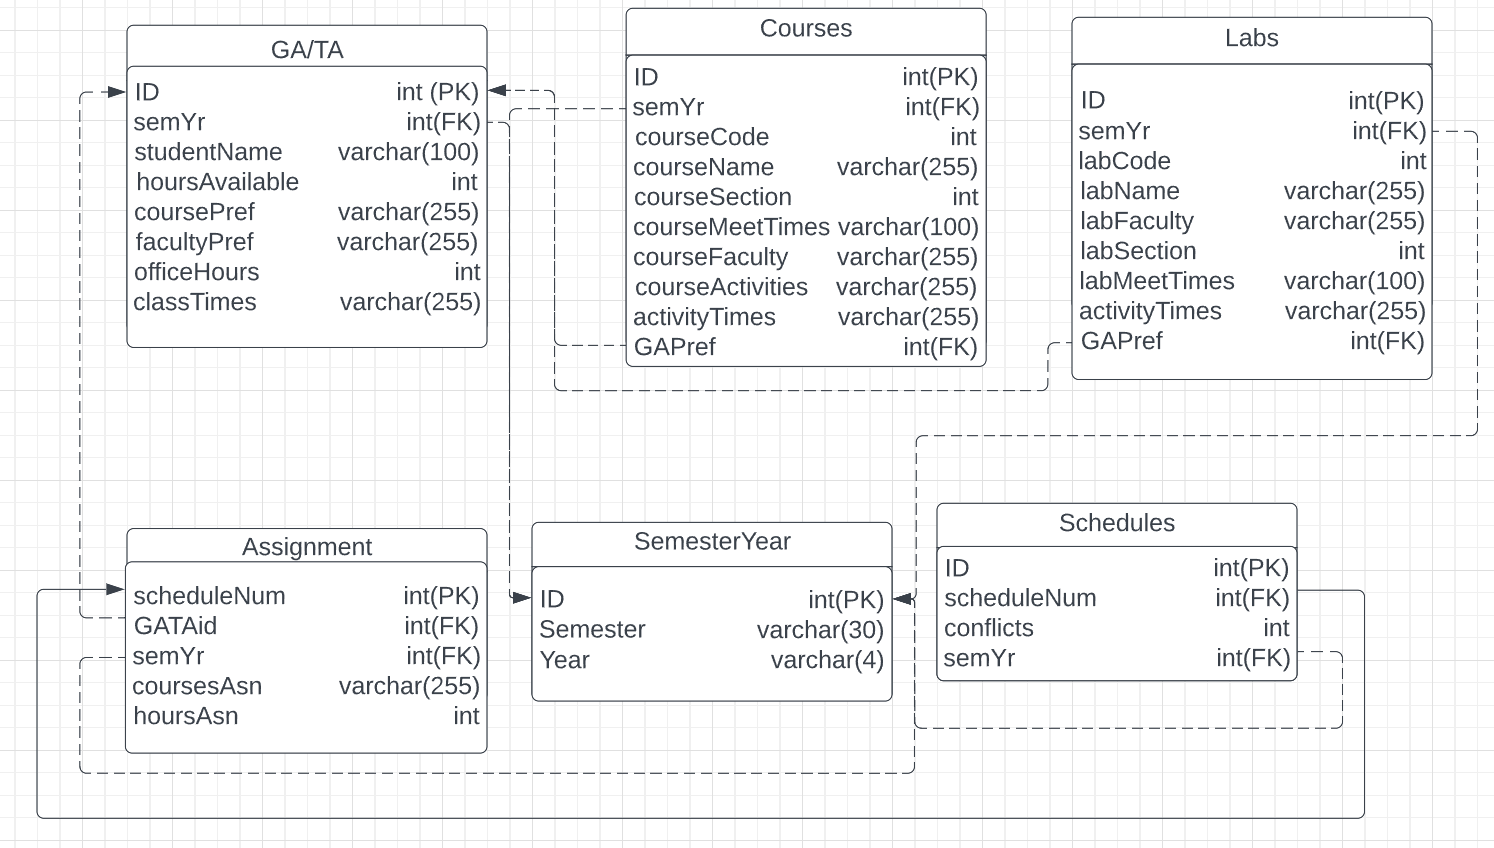 GA/TA
ID int (PK)
semYr int(FK)
studentName varchar(100)
hoursAvailable int
coursePref varchar(255)
facultyPref varchar(255)
officeHours int
classTimes varchar(255)
Courses
ID int(PK)
semYr int(FK)
courseCode int
courseName varchar(255)
courseSection int
courseMeetTimes varchar(100)
courseFaculty varchar(255)
courseActivities varchar(255)
activityTimes varchar(255)
GAPref int(FK)
Labs
ID int(PK)
semYr int(FK)
labCode int
labName varchar(255)
labFaculty varchar(255)
labSection int
labMeetTimes varchar(100)
activityTimes varchar(255)
GAPref int(FK)
Assignment
scheduleNum int(PK)
GATAid int(FK)
semYr int(FK)
coursesAsn varchar(255)
hoursAsn int
SemesterYear
ID int(PK)
Semester varchar(30)
Year varchar(4)
Schedules
ID int(PK)
scheduleNum int(FK)
conflicts int
semYr int(FK)